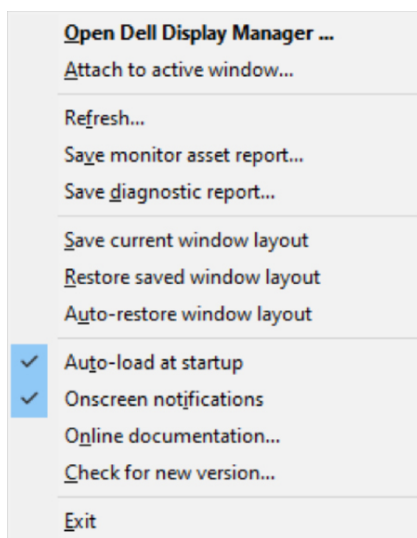 Open Dell Display Manager ...
Attach to active window...
Refresh...
Save monitor asset report...
Save diagnostic report...
Save current window layout
Restore saved window layout
Auto-restore window layout
Auto-load at startup
Onscreen notifications
Online documentation...
Check for new version...
Exit